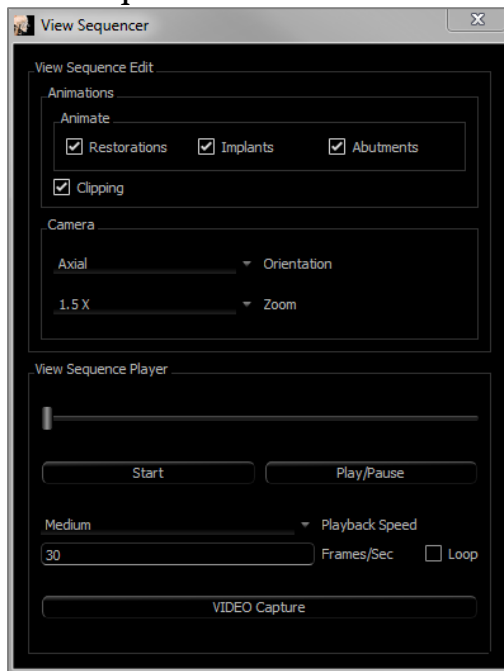 View Sequencer
View Sequence Edit
Animations
Animate
Restorations Implants Abutments
Clipping
Camera
Axial Orientation
1.5 X Zoom
View Sequence Player
Start Play/Pause
Medium Playback Speed
30 Frames/Sec Loop
VIDEO Capture